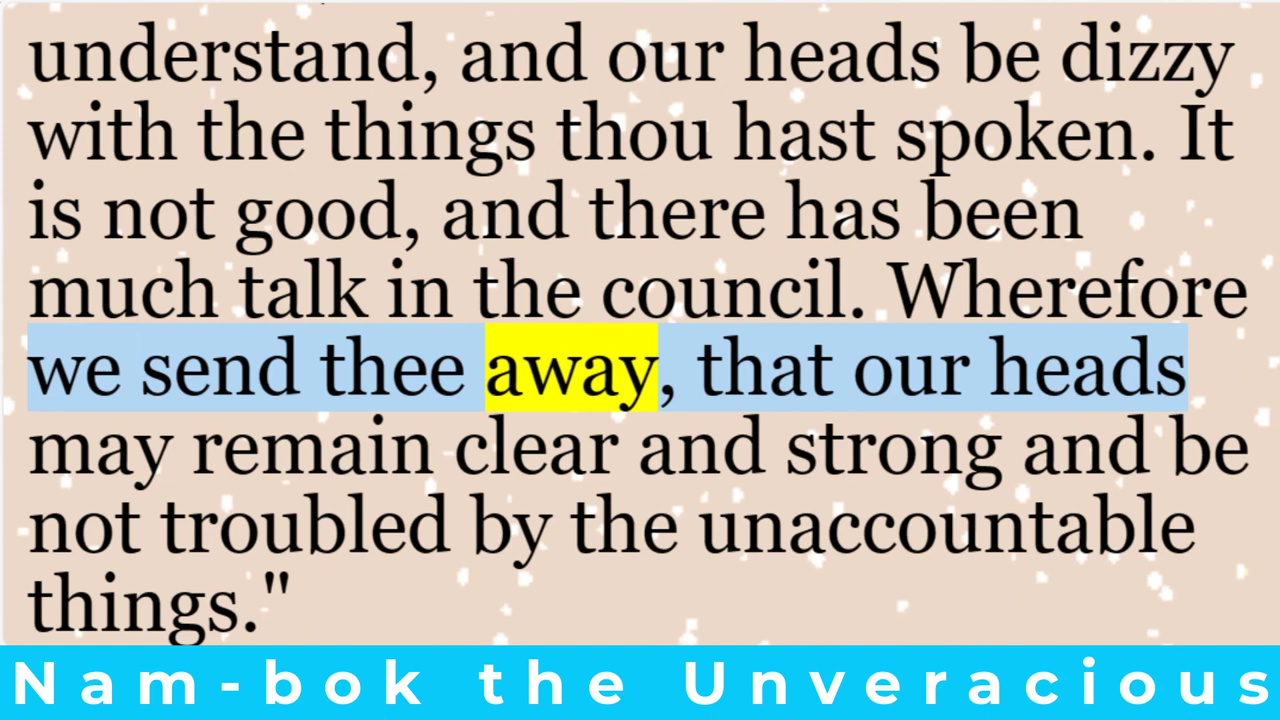 understand, and our heads be dizzy
with the things thou hast spoken. It
is not good, and there has been
much talk in the council. Wherefore
we send thee away, that our heads
may remain clear and strong and be
not troubled by the unaccountable
things."
Nam-bok the Unveracious